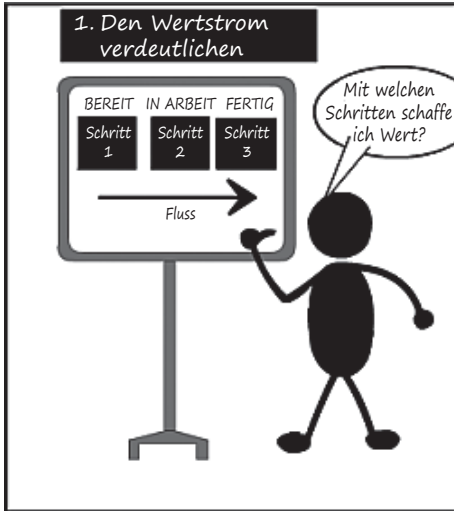 1. Den Wertstrom
verdeutlichen
BEREIT IN ARBEIT FERTIG
Schritt Schritt Schritt
1 2 3
Fluss
Mit welchen
Schritten schaffe
ich Wert?